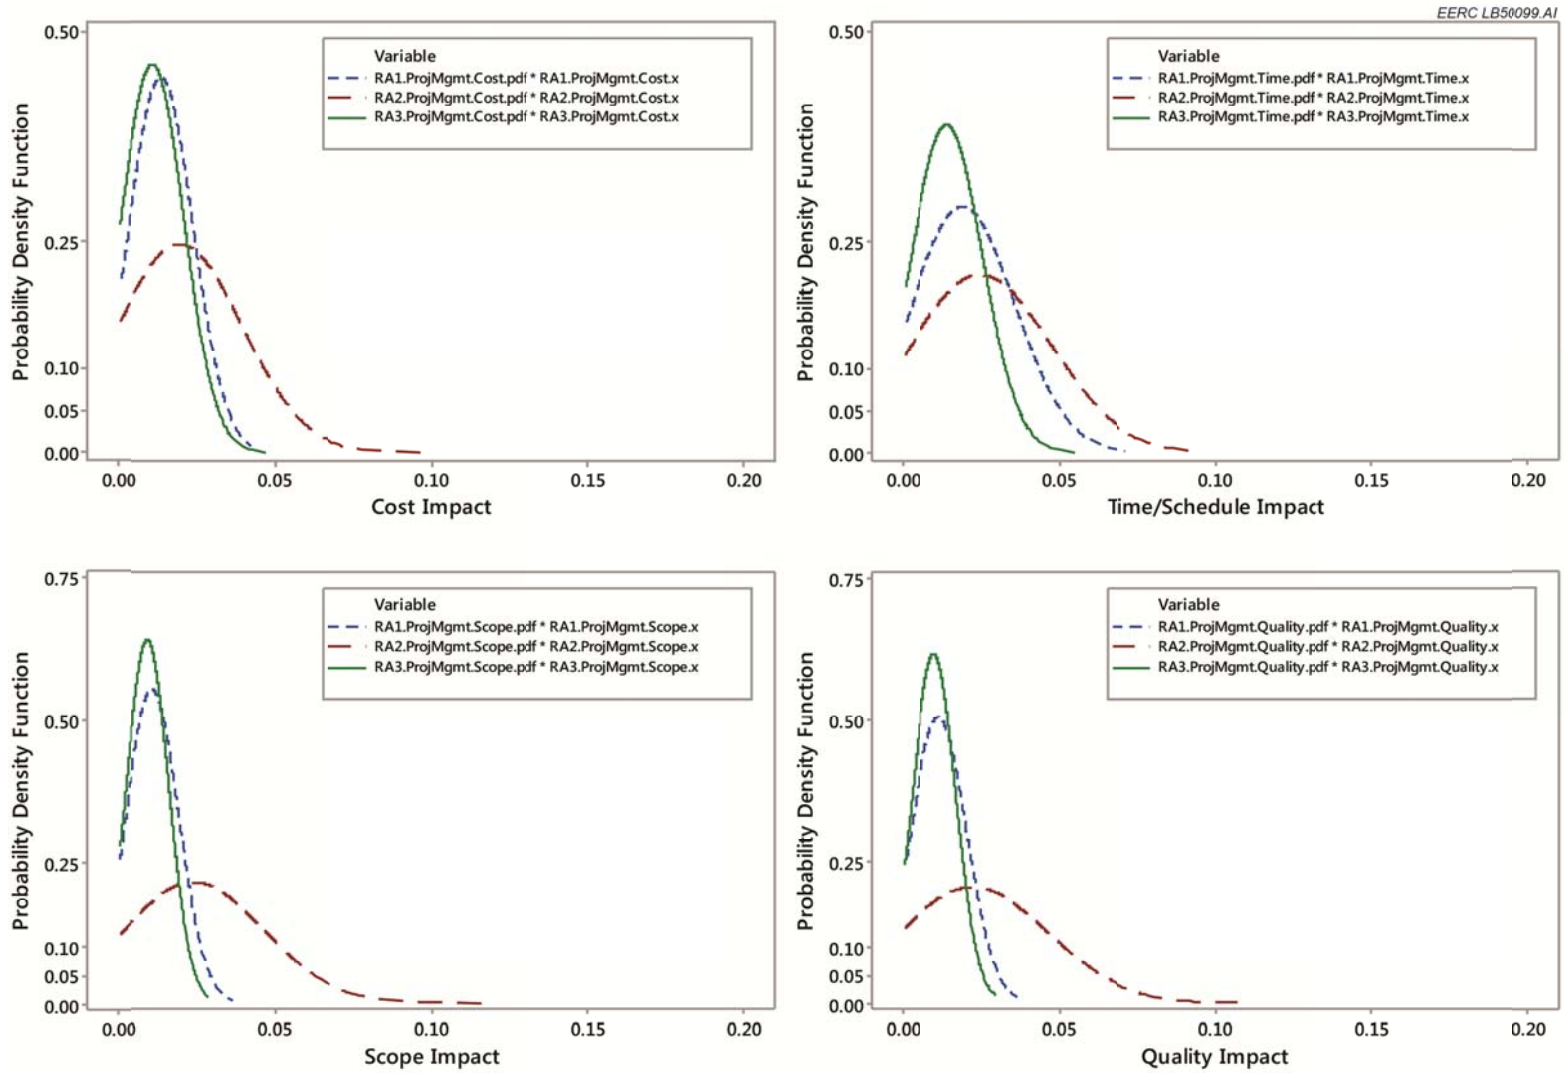 EERC LB50099.AI
Probability Density Function
0.50
0.25
0.10
0.05
0.00
Variable
RA1.ProjMgmt.Cost.pdf * RA1.ProjMgmt.Cost.x
RA2.ProjMgmt.Cost.pdf * RA2.ProjMgmt.Cost.x
RA3.ProjMgmt.Cost.pdf * RA3.ProjMgmt.Cost.x
0.00 0.05 0.10 0.15 0.20
Cost Impact
Probability Density Function
0.50
0.25
0.10
0.05
0.00
Variable
RA1.ProjMgmt.Time.pdf * RA1.ProjMgmt.Time.x
RA2.ProjMgmt.Time.pdf * RA2.ProjMgmt.Time.x
RA3.ProjMgmt.Time.pdf * RA3.ProjMgmt.Time.x
0.00 0.05 0.10 0.15 0.20
Time/Schedule Impact
Probability Density Function
0.75
0.50
0.25
0.10
0.05
0.00
Variable
RA1.ProjMgmt.Scope.pdf * RA1.ProjMgmt.Scope.x
RA2.ProjMgmt.Scope.pdf * RA2.ProjMgmt.Scope.x
RA3.ProjMgmt.Scope.pdf * RA3.ProjMgmt.Scope.x
0.00 0.05 0.10 0.15 0.20
Scope Impact
Probability Density Function
0.75
0.50
0.25
0.10
0.05
0.00
Variable
RA1.ProjMgmt.Quality.pdf * RA1.ProjMgmt.Quality.x
RA2.ProjMgmt.Quality.pdf * RA2.ProjMgmt.Quality.x
RA3.ProjMgmt.Quality.pdf * RA3.ProjMgmt.Quality.x
0.00 0.05 0.10 0.15 0.20
Quality Impact